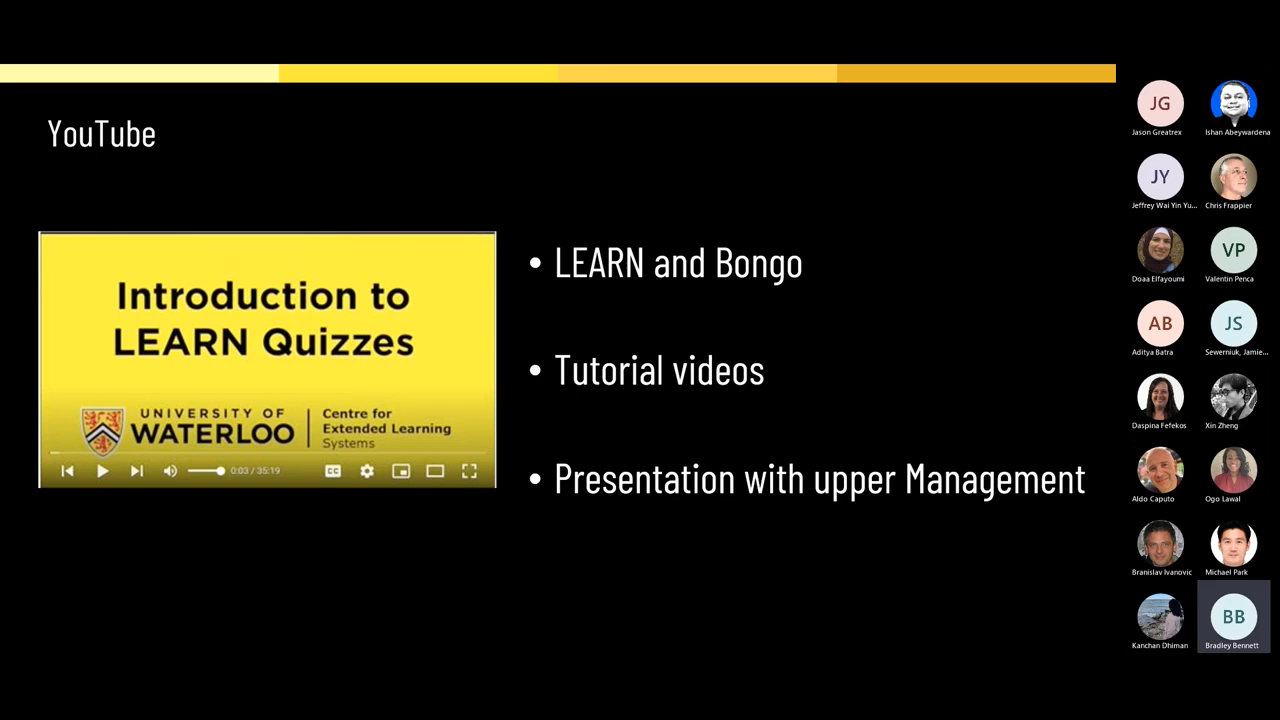 YouTube
Introduction to
LEARN Quizzes
UNIVERSITY OF
WATERLOO
Centre for
Extended Learning
Systems
0:03 / 35:19
CC
• LEARN and Bongo
• Tutorial videos
• Presentation with upper Management
JG
Jason Greatrex
Ishan Abeywardena
JY
Jeffrey Wai Yin Yu...
Chris Frappier
Doaa Elfayoumi
VP
Valentin Penca
AB
Aditya Batra
JS
Sewerniuk, Jamie...
Daspina Fefekos
Xin Zheng
Aldo Caputo
Ogo Lawal
Branislav Ivanovic
Michael Park
Kanchan Dhiman
BB
Bradley Bennett